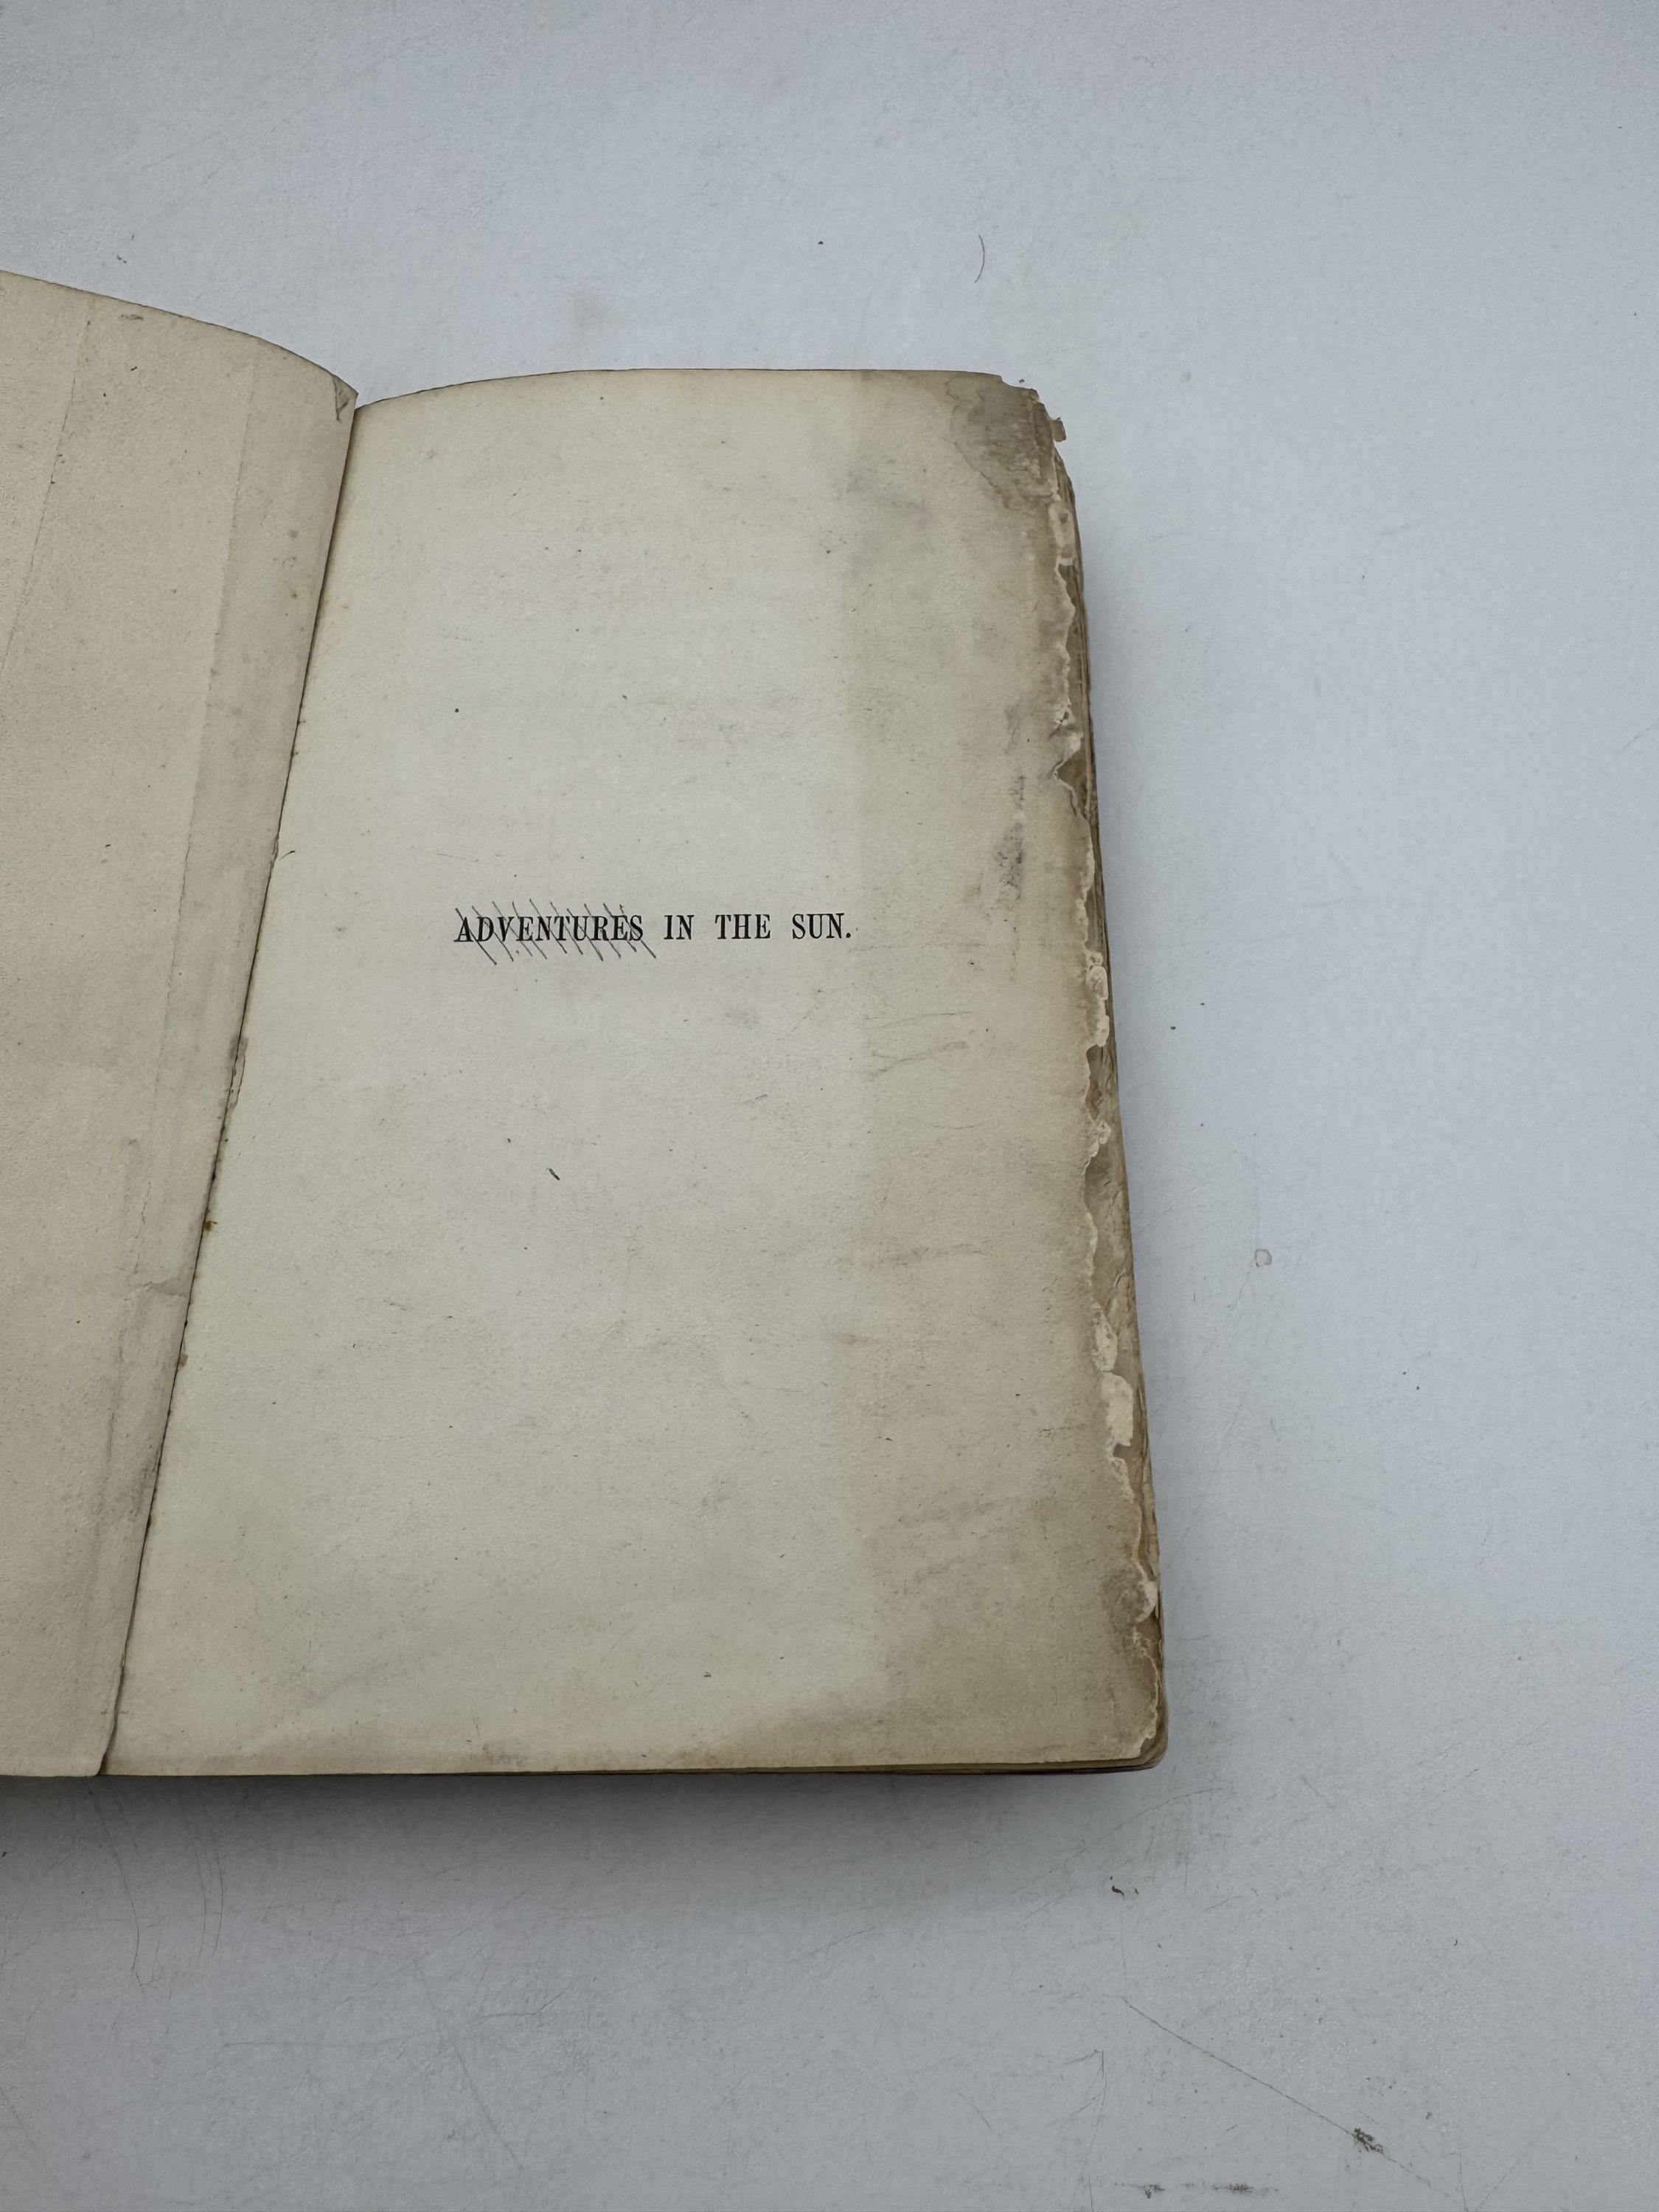 ADVENTURES IN THE SUN.